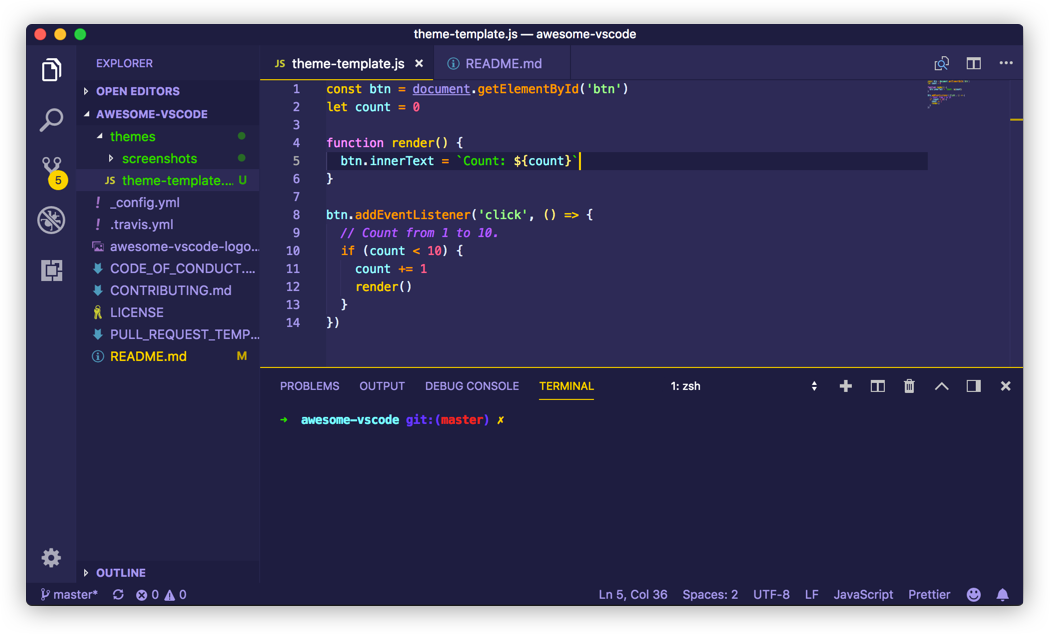 theme-template.js — awesome-vscode
EXPLORER
OPEN EDITORS
AWESOME-VSCODE
themes
screenshots
JS theme-template.... U
! _config.yml
! .travis.yml
awesome-vscode-logo...
CODE_OF_CONDUCT....
CONTRIBUTING.md
LICENSE
PULL_REQUEST_TEMP...
README.md M
OUTLINE
5
JS theme-template.js ×
README.md
1 const btn = document.getElementById('btn')
2 let count = 0
3
4 function render() {
5 btn.innerText = `Count: ${count}`
6 }
7
8 btn.addEventListener('click', () => {
9 // Count from 1 to 10.
10 if (count < 10) {
11 count += 1
12 render()
13 }
14 })
PROBLEMS OUTPUT DEBUG CONSOLE TERMINAL 1: zsh
➜ awesome-vscode git:(master) ✗
master* 0 0 Ln 5, Col 36 Spaces: 2 UTF-8 LF JavaScript Prettier